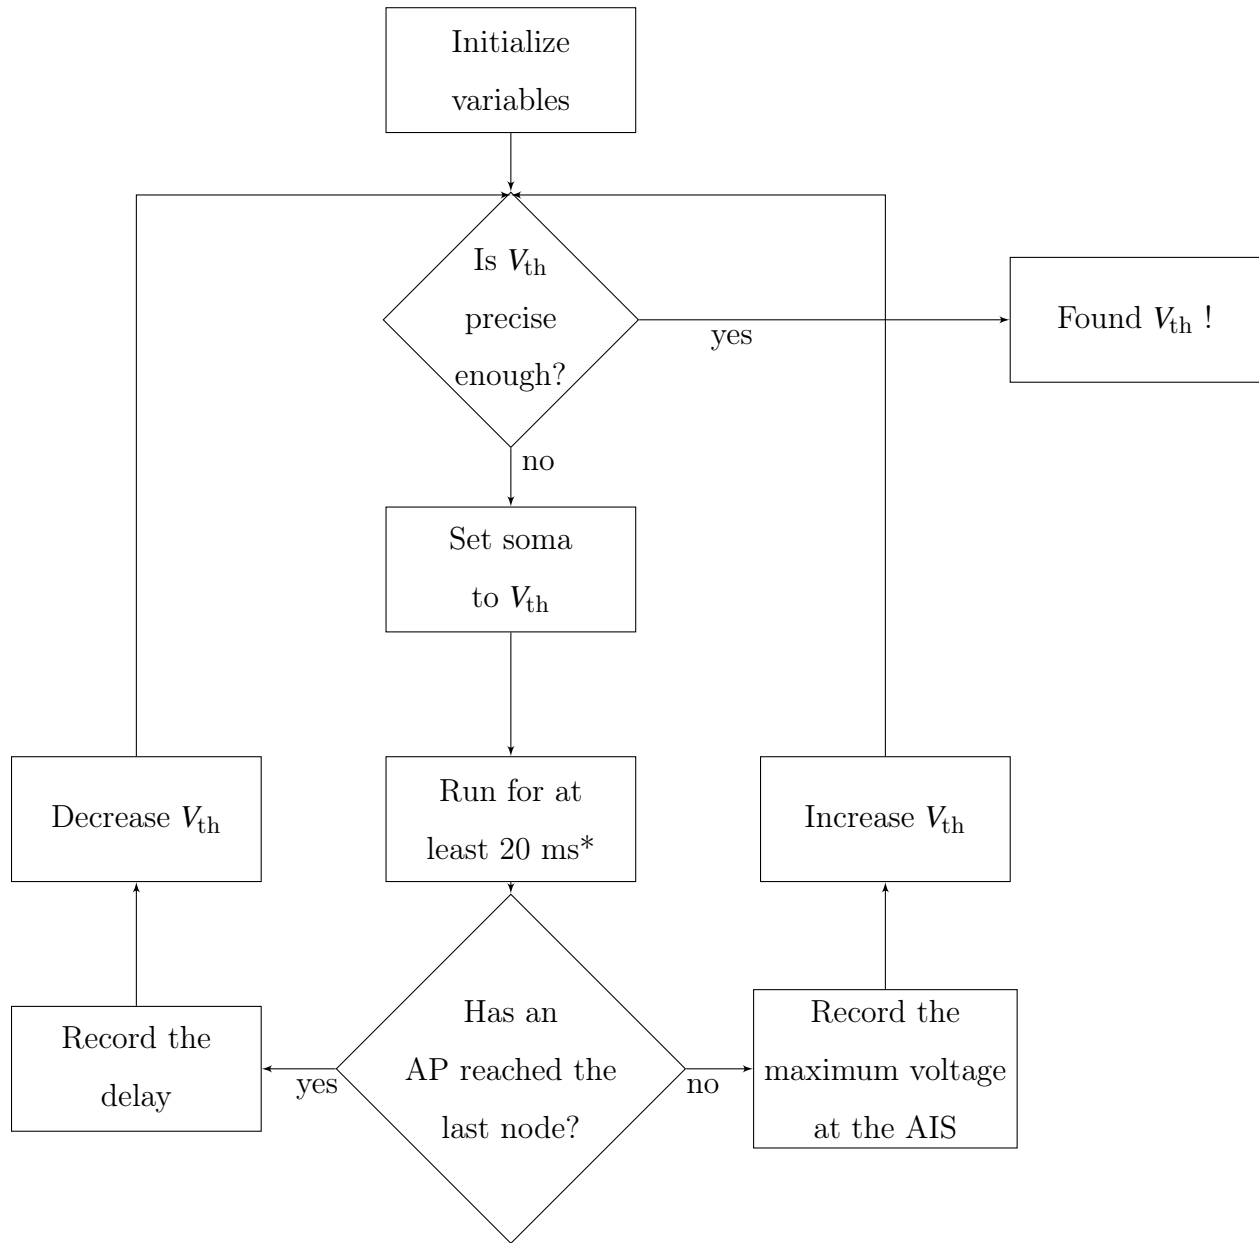 Initialize
variables
Is V_th
precise
enough?
yes
Found V_th !
no
Set soma
to V_th
Decrease V_th
Run for at
least 20 ms*
Increase V_th
Record the
delay
yes
Has an
AP reached the
last node?
no
Record the
maximum voltage
at the AIS